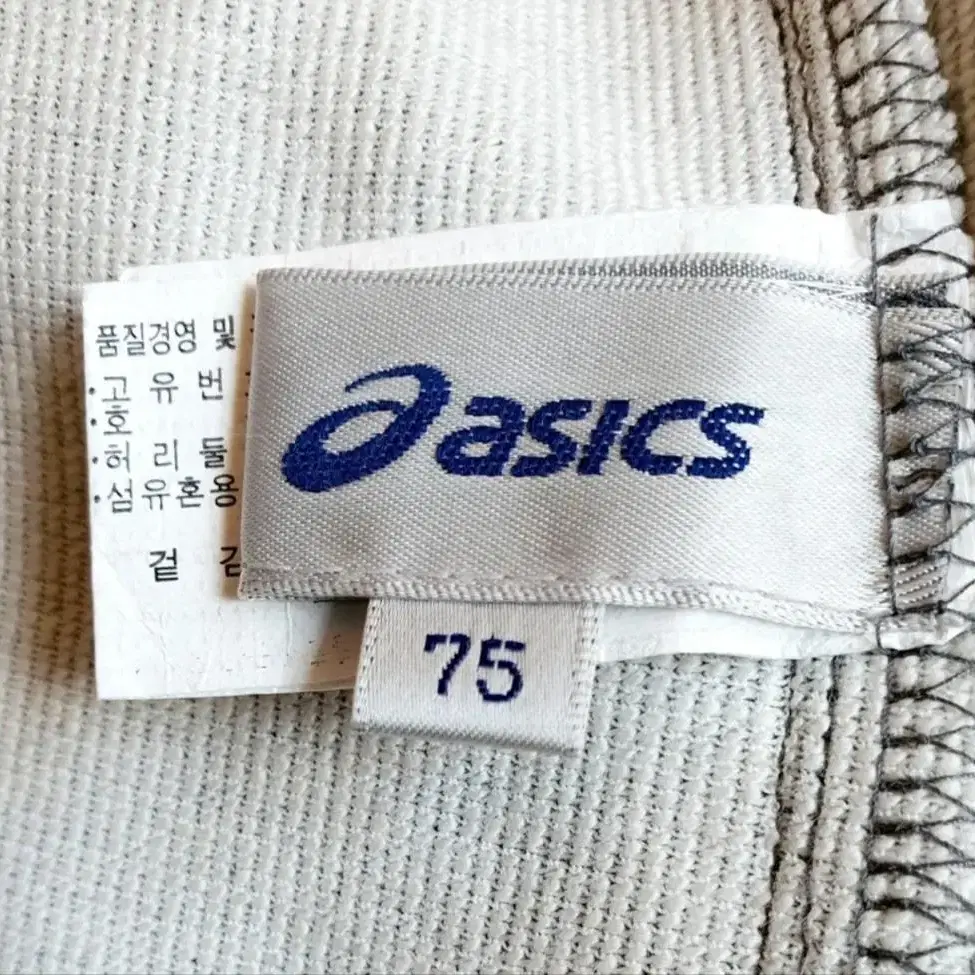 품질경영 및
·고 유 번
·호
·허 리 둘
·섬유혼용
겉
asics
75